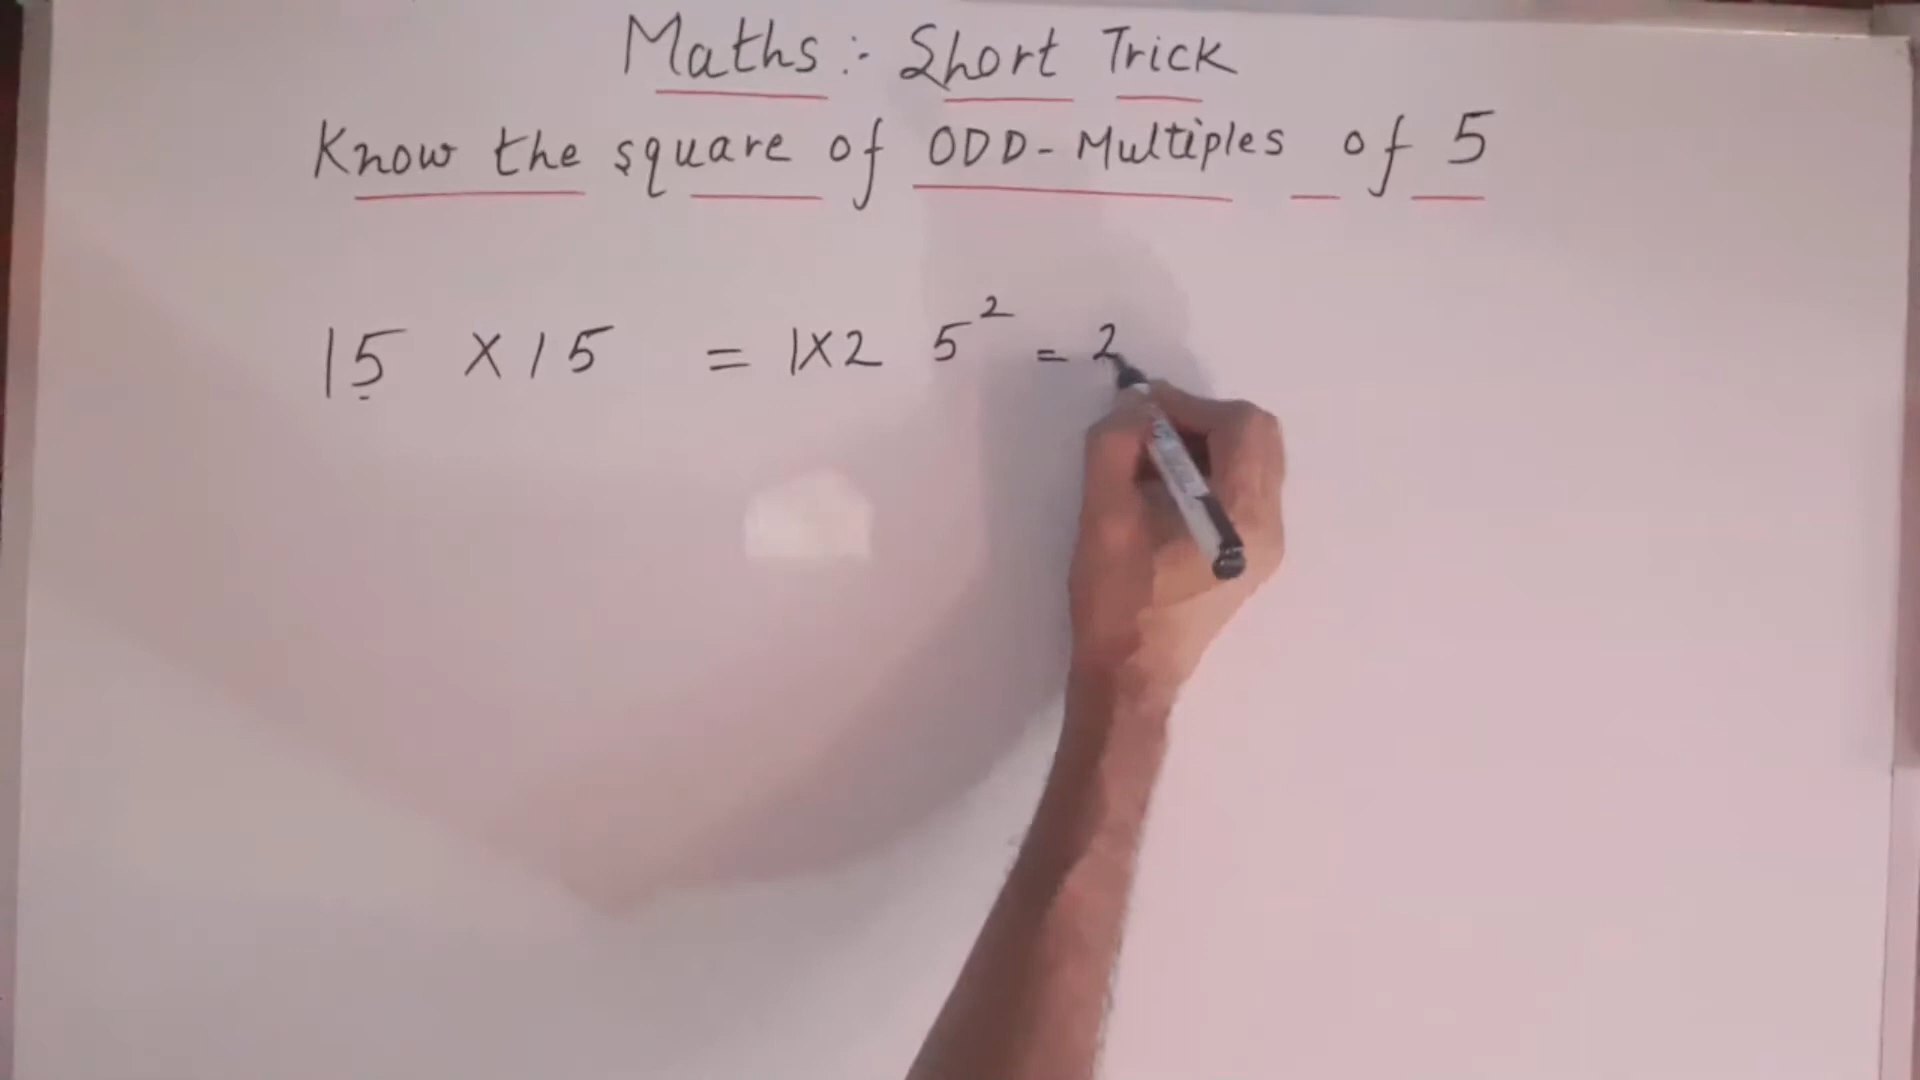 Maths :- Short Trick
Know the square of ODD-Multiples of 5
15 X 15 = 1X2 5² = 2